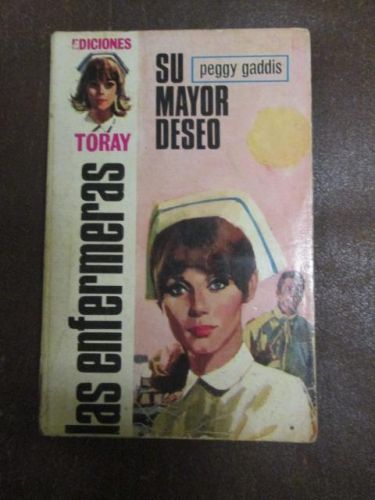 EDICIONES
TORAY
las enfermeras
SU
MAYOR
DESEO
peggy gaddis